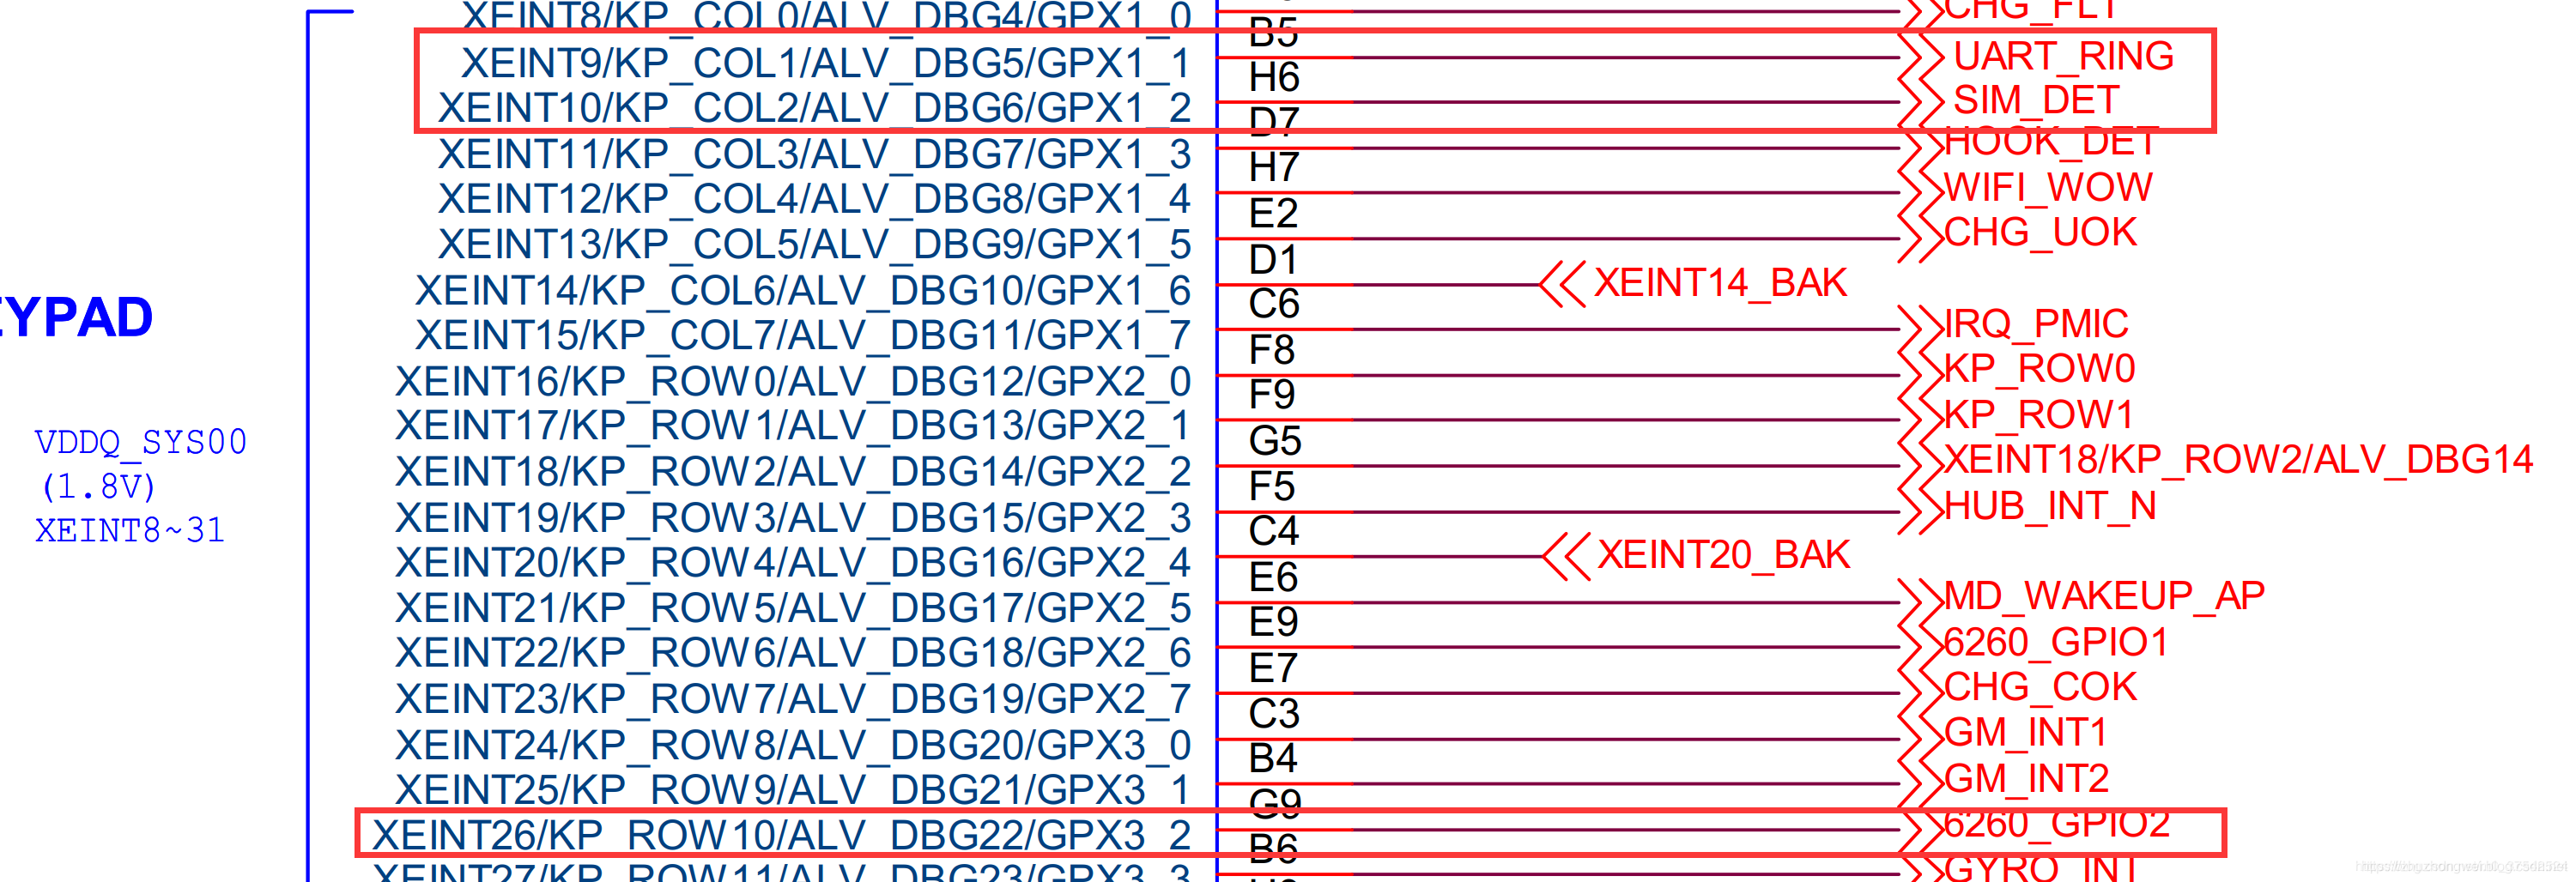 XEINT8/KP_COL0/ALV_DBG4/GPX1_0 CHG_FLT
B5
XEINT9/KP_COL1/ALV_DBG5/GPX1_1 UART_RING
H6
XEINT10/KP_COL2/ALV_DBG6/GPX1_2 SIM_DET
D7
XEINT11/KP_COL3/ALV_DBG7/GPX1_3 HOOK_DET
H7
XEINT12/KP_COL4/ALV_DBG8/GPX1_4 WIFI_WOW
E2
XEINT13/KP_COL5/ALV_DBG9/GPX1_5 CHG_UOK
D1
XEINT14/KP_COL6/ALV_DBG10/GPX1_6 XEINT14_BAK
C6
XEINT15/KP_COL7/ALV_DBG11/GPX1_7 IRQ_PMIC
F8
XEINT16/KP_ROW0/ALV_DBG12/GPX2_0 KP_ROW0
F9
XEINT17/KP_ROW1/ALV_DBG13/GPX2_1 KP_ROW1
G5
XEINT18/KP_ROW2/ALV_DBG14/GPX2_2 XEINT18/KP_ROW2/ALV_DBG14
F5
XEINT19/KP_ROW3/ALV_DBG15/GPX2_3 HUB_INT_N
C4
XEINT20/KP_ROW4/ALV_DBG16/GPX2_4 XEINT20_BAK
E6
XEINT21/KP_ROW5/ALV_DBG17/GPX2_5 MD_WAKEUP_AP
E9
XEINT22/KP_ROW6/ALV_DBG18/GPX2_6 6260_GPIO1
E7
XEINT23/KP_ROW7/ALV_DBG19/GPX2_7 CHG_COK
C3
XEINT24/KP_ROW8/ALV_DBG20/GPX3_0 GM_INT1
B4
XEINT25/KP_ROW9/ALV_DBG21/GPX3_1 GM_INT2
G9
XEINT26/KP_ROW10/ALV_DBG22/GPX3_2 6260_GPIO2
B6
XEINT27/KP_ROW11/ALV_DBG23/GPX3_3 GYRO_INT
EYPAD
VDDQ_SYS00
(1.8V)
XEINT8~31